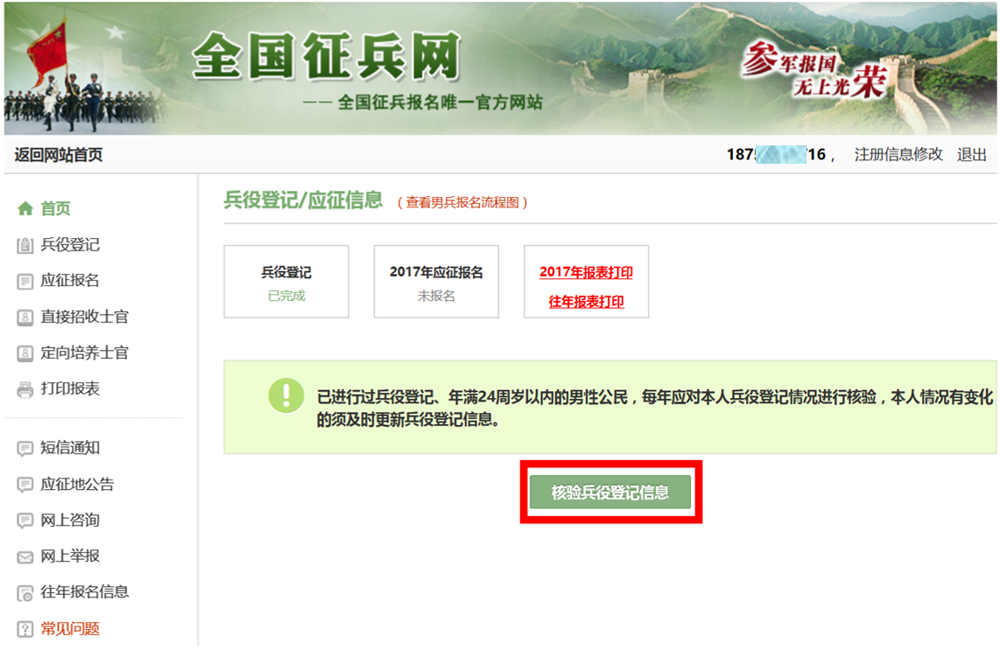 全国征兵网
—— 全国征兵报名唯一官方网站
参军报国
无上光荣
返回网站首页
187 16， 注册信息修改 退出
首页
兵役登记
应征报名
直接招收士官
定向培养士官
打印报表
短信通知
应征地公告
网上咨询
网上举报
往年报名信息
常见问题
兵役登记/应征信息 （查看男兵报名流程图）
兵役登记
已完成
2017年应征报名
未报名
2017年报表打印
往年报表打印
已进行过兵役登记、年满24周岁以内的男性公民，每年应对本人兵役登记情况进行核验，本人情况有变化
的须及时更新兵役登记信息。
核验兵役登记信息